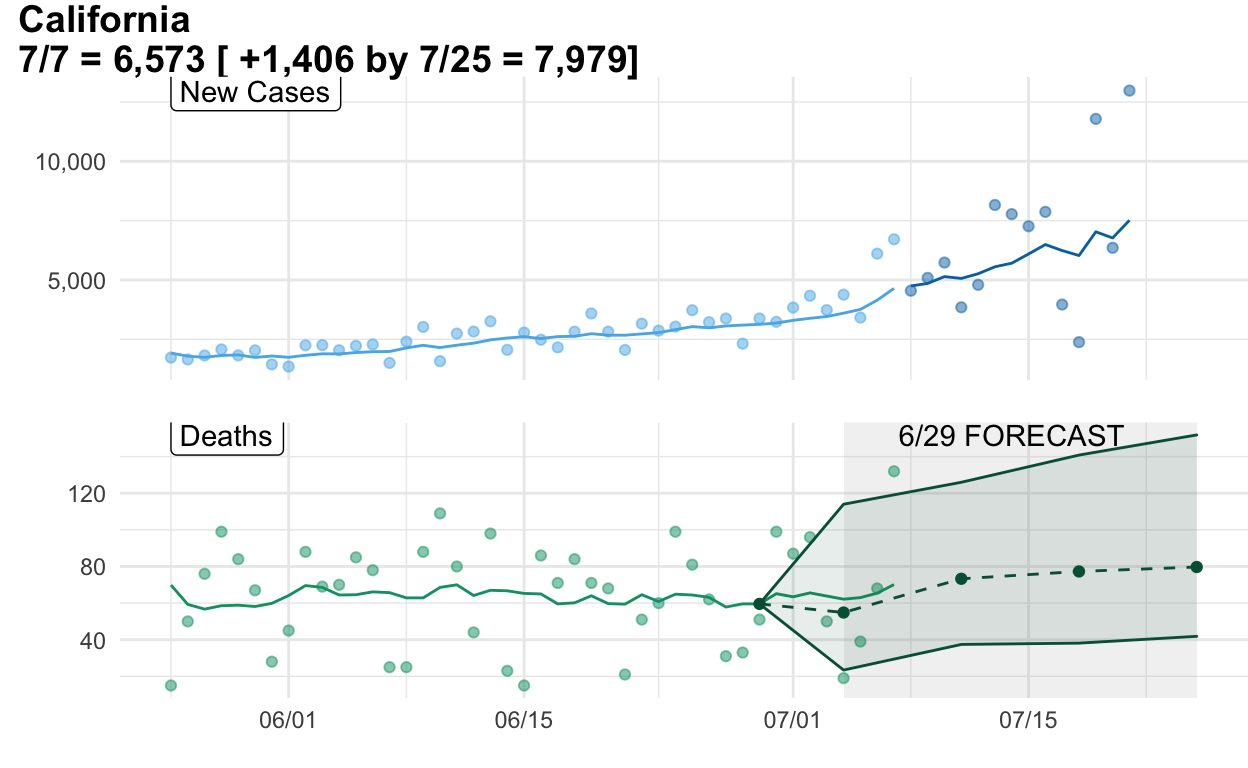 California
7/7 = 6,573 [ +1,406 by 7/25 = 7,979]
New Cases
10,000
5,000
Deaths
6/29 FORECAST
120
80
40
06/01 06/15 07/01 07/15